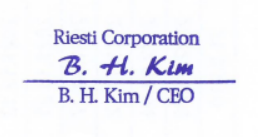 Riesti Corporation
B. H. Kim
B. H. Kim / CEO